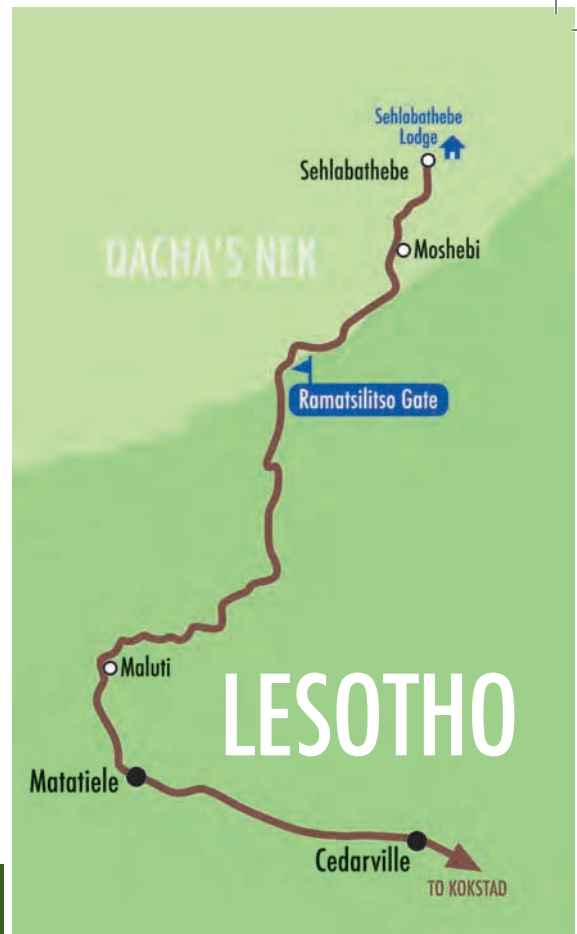 Sehlabathebe
Lodge
Sehlabathebe
QACHA'S NEK
Moshebi
Ramatsilitso Gate
Maluti
LESOTHO
Matatiele
Cedarville
TO KOKSTAD